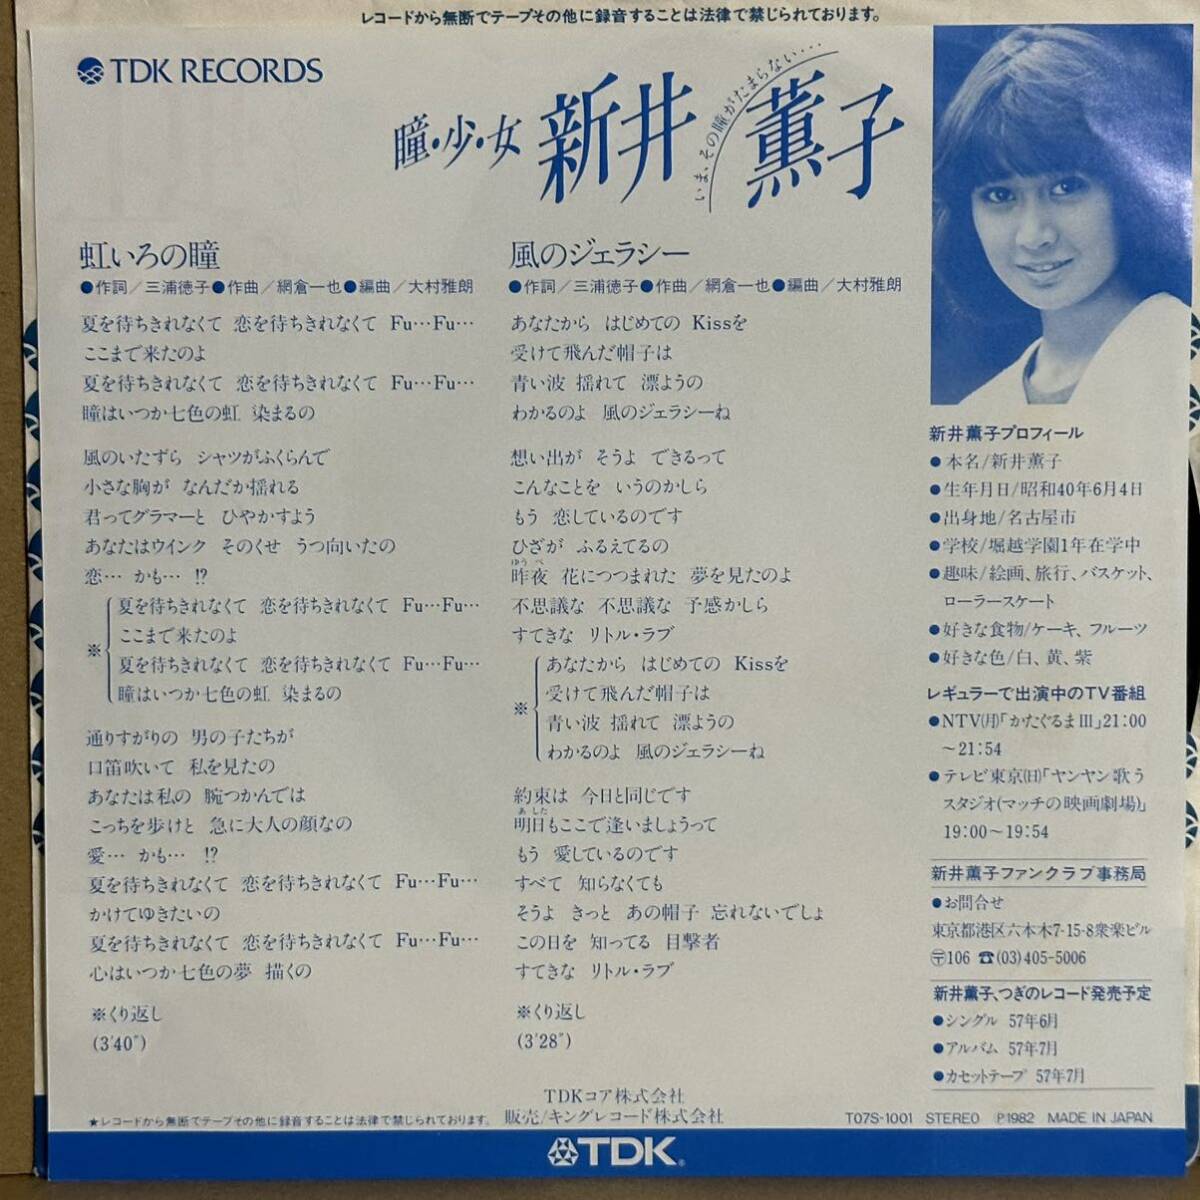 レコードから無断でテープその他に録音することは法律で禁じられております。
TDK RECORDS
瞳・少・女 新井薫子
いま、その瞳がたまらない…
虹いろの瞳
●作詞／三浦徳子●作曲／網倉一也●編曲／大村雅朗
夏を待ちきれなくて 恋を待ちきれなくて Fu…Fu…
ここまで来たのよ
夏を待ちきれなくて 恋を待ちきれなくて Fu…Fu…
瞳はいつか七色の虹 染まるの
風のいたずら シャツがふくらんで
小さな胸が なんだか揺れる
君ってグラマーと ひやかすよう
あなたはウインク そのくせ うつ向いたの
恋… かも… !?
※
夏を待ちきれなくて 恋を待ちきれなくて Fu…Fu…
ここまで来たのよ
夏を待ちきれなくて 恋を待ちきれなくて Fu…Fu…
瞳はいつか七色の虹 染まるの
通りすがりの 男の子たちが
口笛吹いて 私を見たの
あなたは私の 腕つかんでは
こっちを歩けと 急に大人の顔なの
愛… かも… !?
夏を待ちきれなくて 恋を待ちきれなくて Fu…Fu…
かけてゆきたいの
夏を待ちきれなくて 恋を待ちきれなくて Fu…Fu…
心はいつか七色の夢 描くの
※くり返し
(3'40")
風のジェラシー
●作詞／三浦徳子●作曲／網倉一也●編曲／大村雅朗
あなたから はじめての Kissを
受けて飛んだ帽子は
青い波 揺れて 漂ようの
わかるのよ 風のジェラシーね
想い出が そうよ できるって
こんなことを いうのかしら
もう 恋しているのです
ひざが ふるえてるの
ゆうべ
昨夜 花につつまれた 夢を見たのよ
不思議な 不思議な 予感かしら
すてきな リトル・ラブ
※
あなたから はじめての Kissを
受けて飛んだ帽子は
青い波 揺れて 漂ようの
わかるのよ 風のジェラシーね
約束は 今日と同じです
あした
明日もここで逢いましょうって
もう 愛しているのです
すべて 知らなくても
そうよ きっと あの帽子 忘れないでしょ
この日を 知ってる 目撃者
すてきな リトル・ラブ
※くり返し
(3'28")
新井薫子プロフィール
●本名/新井薫子
●生年月日/昭和40年6月4日
●出身地/名古屋市
●学校/堀越学園1年在学中
●趣味/絵画、旅行、バスケット、
ローラースケート
●好きな食物/ケーキ、フルーツ
●好きな色/白、黄、紫
レギュラーで出演中のTV番組
●NTV(月)「かたぐるまⅢ」21:00
〜21:54
●テレビ東京(日)「ヤンヤン歌う
スタジオ(マッチの映画劇場)」
19:00〜19:54
新井薫子ファンクラブ事務局
●お問合せ
東京都港区六本木7-15-8衆楽ビル
〒106 ☎(03)405-5006
新井薫子、つぎのレコード発売予定
●シングル 57年6月
●アルバム 57年7月
●カセットテープ 57年7月
TDKコア株式会社
★レコードから無断でテープその他に録音することは法律で禁じられております。 販売/キングレコード株式会社
T07S-1001 STEREO ℗1982 MADE IN JAPAN
TDK®